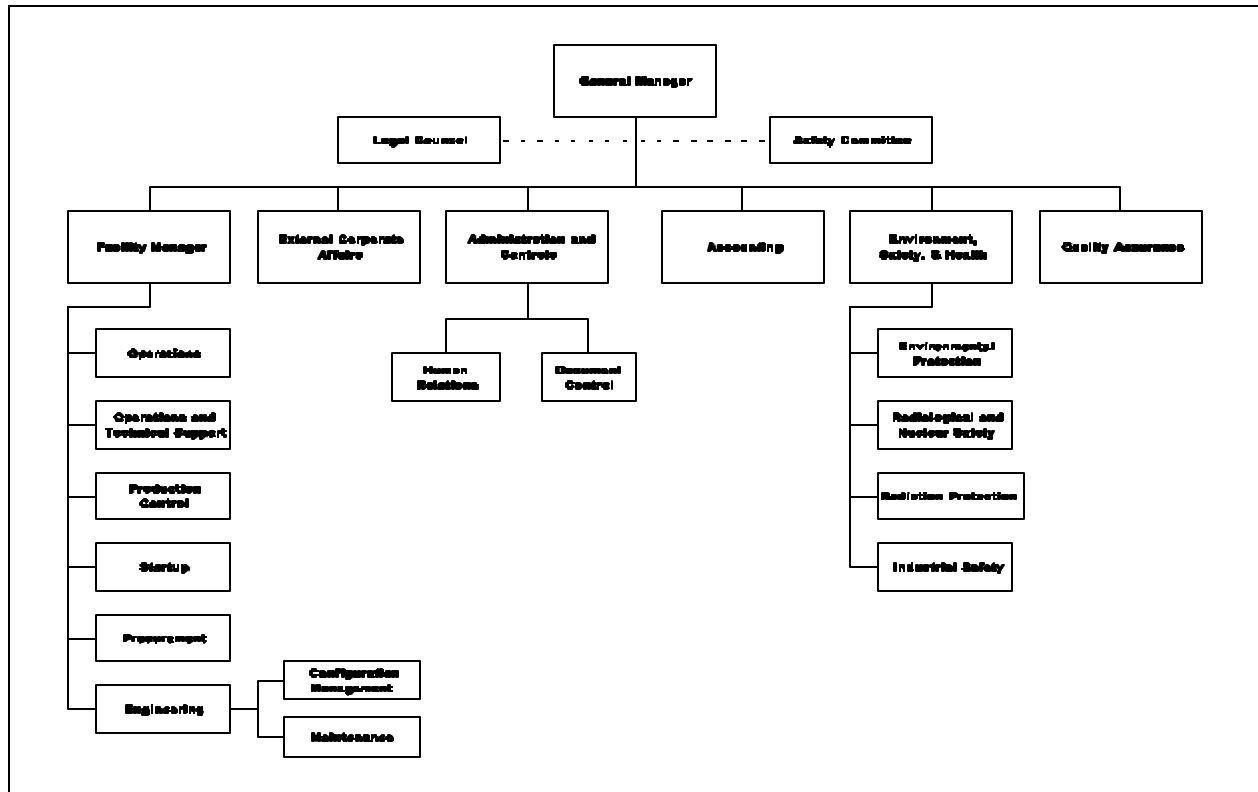 General Manager
Legal Counsel
Safety Committee
Facility Manager
External Corporate
Affairs
Administration and
Controls
Accounting
Environment,
Safety, & Health
Quality Assurance
Operations
Operations and
Technical Support
Production
Control
Startup
Procurement
Engineering
Configuration
Management
Maintenance
Human
Relations
Document
Control
Environmental
Protection
Radiological and
Nuclear Safety
Radiation Protection
Industrial Safety